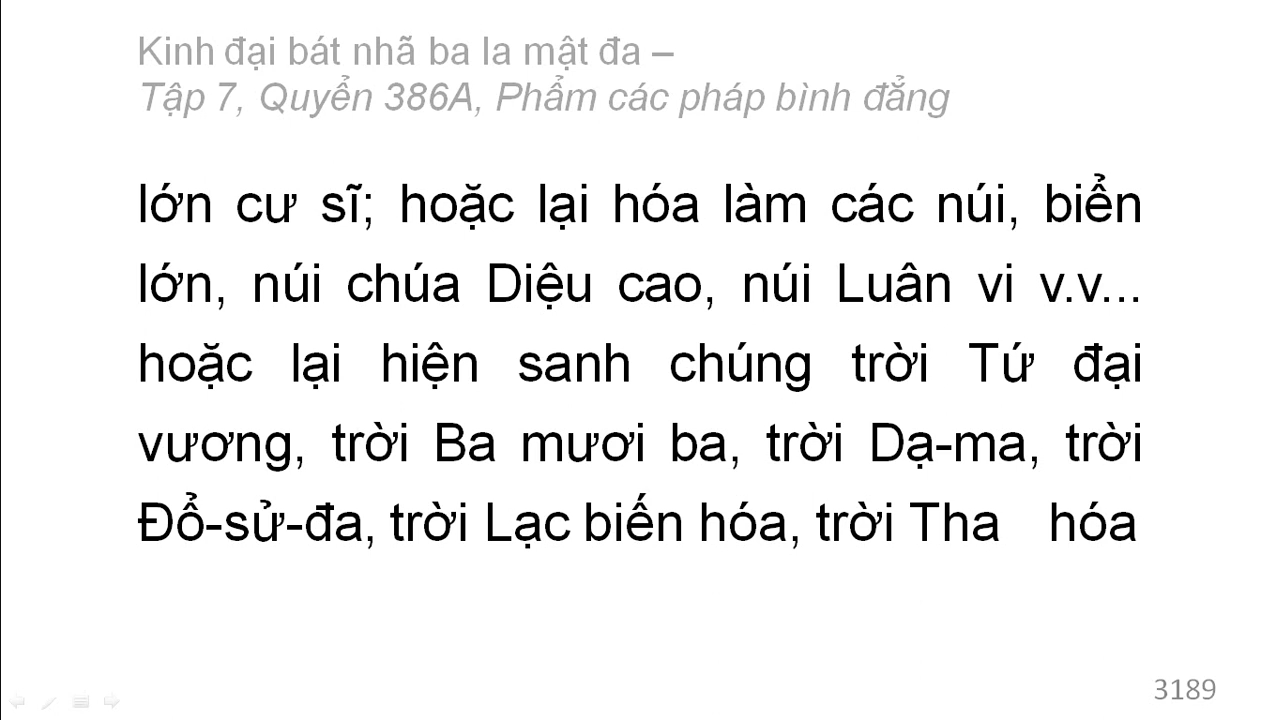 Kinh đại bát nhã ba la mật đa –
Tập 7, Quyển 386A, Phẩm các pháp bình đẳng
lớn cư sĩ; hoặc lại hóa làm các núi, biển
lớn, núi chúa Diệu cao, núi Luân vi v.v...
hoặc lại hiện sanh chúng trời Tứ đại
vương, trời Ba mươi ba, trời Dạ-ma, trời
Đổ-sử-đa, trời Lạc biến hóa, trời Tha hóa
3189